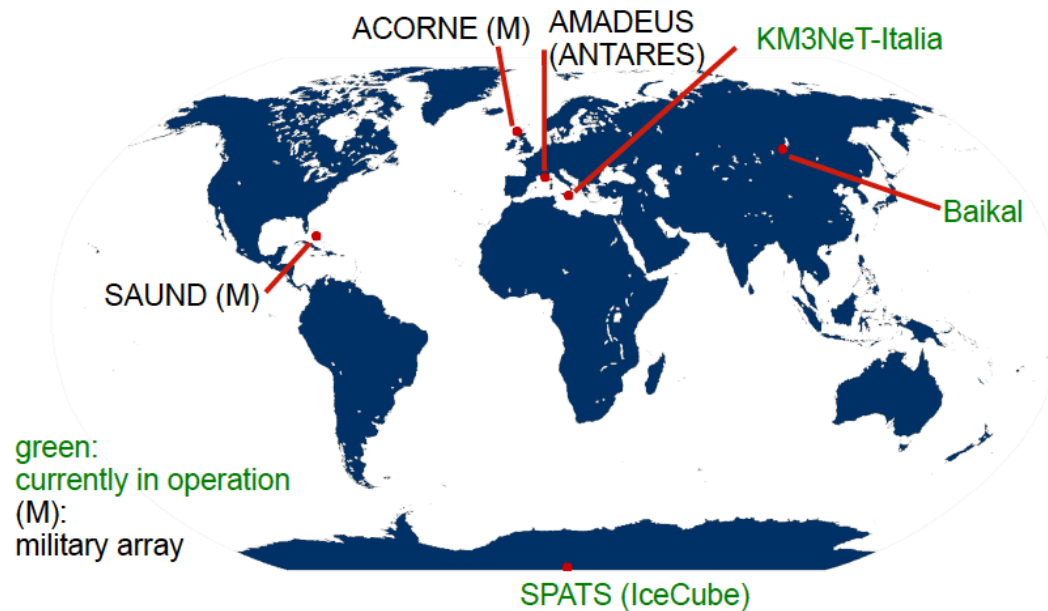 ACORNE (M)
AMADEUS
(ANTARES)
KM3NeT-Italia
Baikal
SAUND (M)
green:
currently in operation
(M):
military array
SPATS (IceCube)